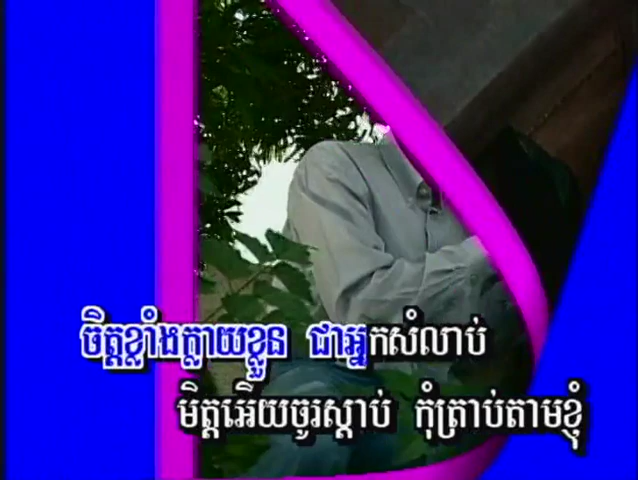 ចិត្តខ្លាំងក្លាយខ្លួន ជាអ្នកសំលាប់
មិត្តអើយចូរស្ដាប់ កុំត្រាប់តាមខ្ញុំ